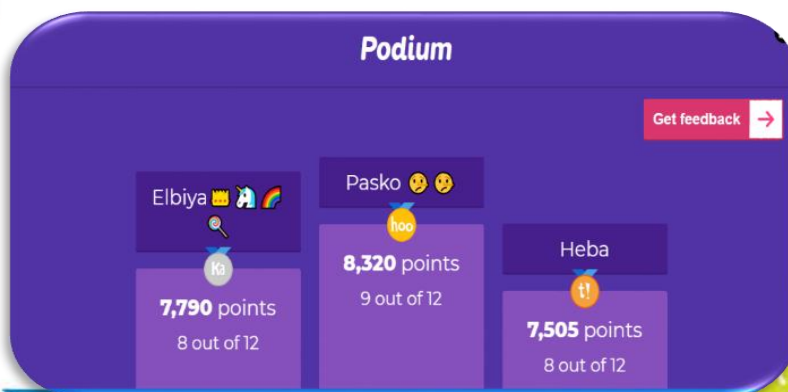 Podium
Get feedback
Elbiya
Ka
7,790 points
8 out of 12
Pasko
hoo
8,320 points
9 out of 12
Heba
t!
7,505 points
8 out of 12